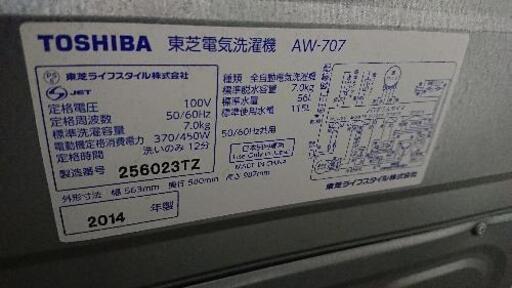 TOSHIBA 東芝電気洗濯機 AW-707
東芝ライフスタイル株式会社
JET
定格電圧 100V
定格周波数 50/60Hz
標準洗濯容量 7.0kg
電動機定格消費電力 370/450W
定格時間 洗いのみ 12分
製造番号 256023TZ
外形寸法 幅 563mm 奥行 580mm 高さ 957mm
2014 年製
種類 全自動電気洗濯機
標準脱水容量 7.0kg
標準水量 56L
標準使用水量 115L
50/60Hz共用
日本国内専用
Use Only in Japan
MADE IN CHINA
東芝ライフスタイル株式会社